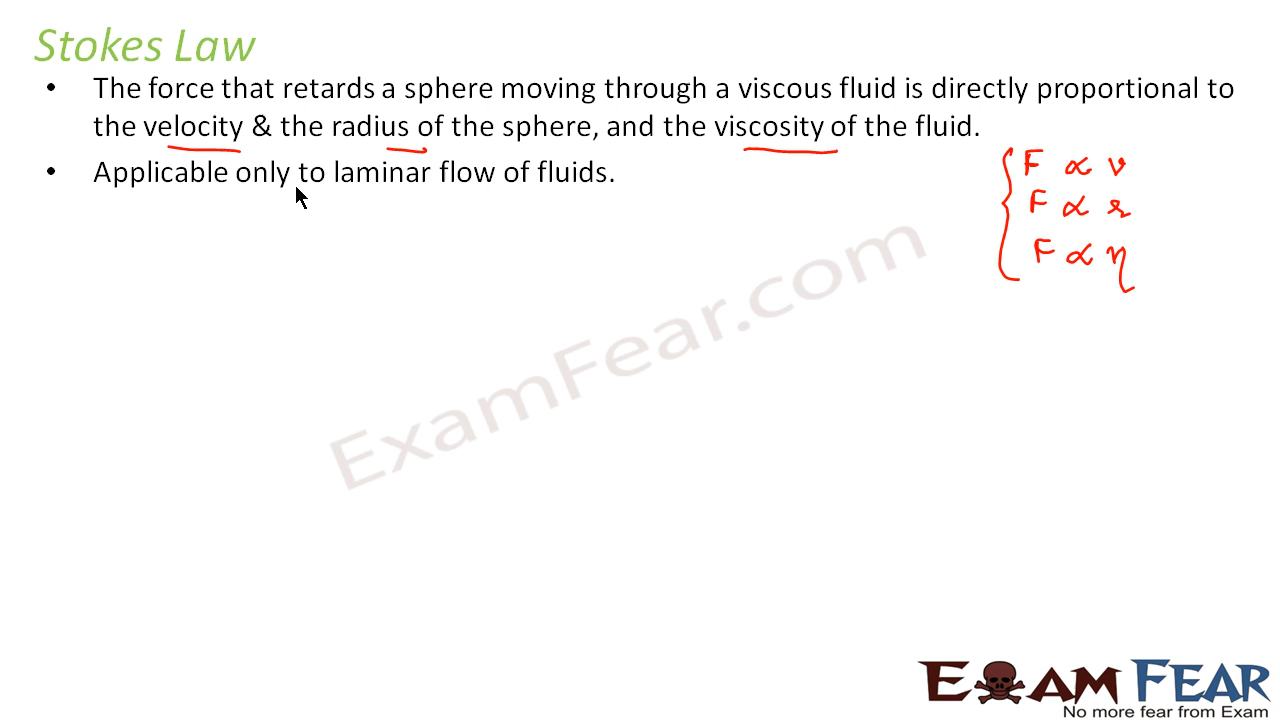 Stokes Law
• The force that retards a sphere moving through a viscous fluid is directly proportional to
the velocity & the radius of the sphere, and the viscosity of the fluid.
• Applicable only to laminar flow of fluids.
F ∝ v
F ∝ r
F ∝ η
ExamFear.com
EXAM FEAR
No more fear from Exam